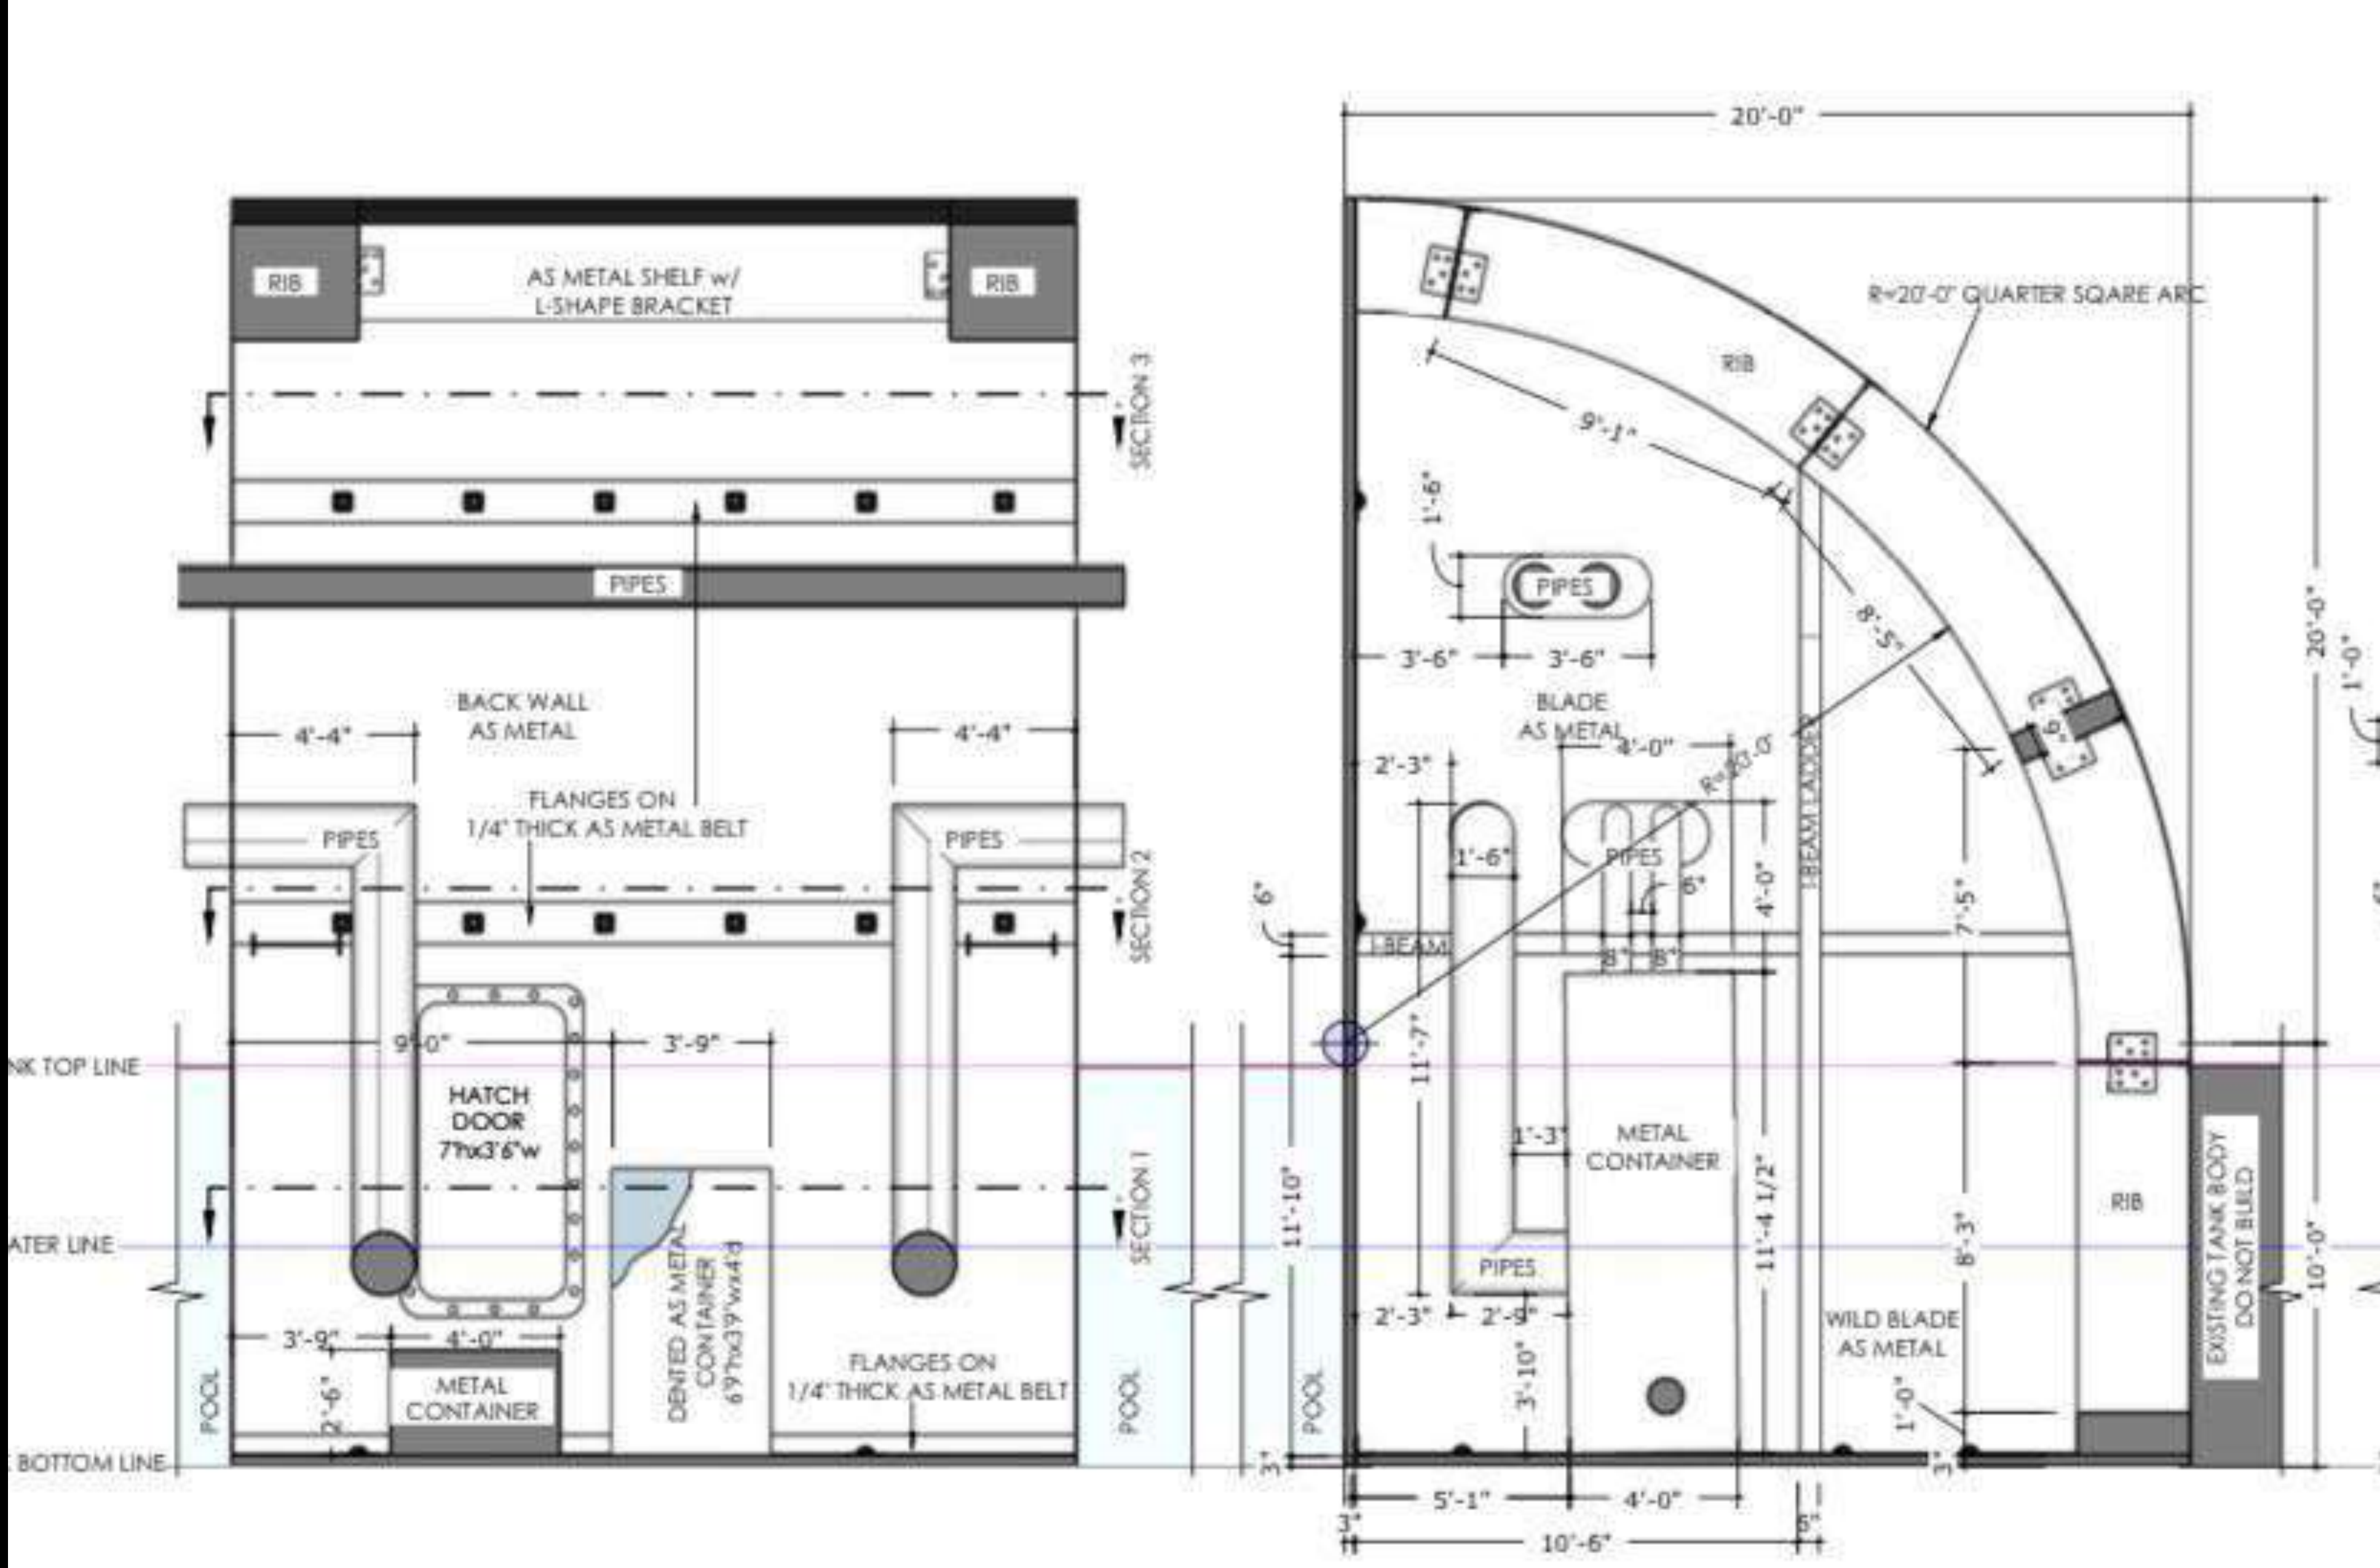 RIB
AS METAL SHELF w/
L-SHAPE BRACKET
RIB
SECTION 3
PIPES
BACK WALL
AS METAL
4'-4"
4'-4"
FLANGES ON
1/4" THICK AS METAL BELT
PIPES
PIPES
SECTION 2
9'-0"
3'-9"
NK TOP LINE
HATCH
DOOR
7'hx3'6"w
SECTION 1
ATER LINE
DENTED AS METAL
CONTAINER
6'9"hx3'9"wx4'd
3'-9"
4'-0"
2'-6"
METAL
CONTAINER
FLANGES ON
1/4" THICK AS METAL BELT
POOL
POOL
BOTTOM LINE
20'-0"
R=20'-0" QUARTER SQARE ARC
RIB
9'-1"
1'-6"
PIPES
3'-6"
3'-6"
8'-5"
20'-0"
1'-0"
BLADE
AS METAL
4'-0"
2'-3"
R=20'-0"
I-BEAM LADDER
6"
1'-6"
PIPES
6"
4'-0"
7'-5"
6"
I-BEAM
8"
8"
11'-7"
1'-3"
METAL
CONTAINER
11'-10"
11'-4 1/2"
8'-3"
RIB
EXISTING TANK BODY
DO NOT BUILD
10'-0"
PIPES
2'-3"
2'-9"
3'-10"
WILD BLADE
AS METAL
1'-0"
POOL
3"
3"
5'-1"
4'-0"
3"
10'-6"
6"